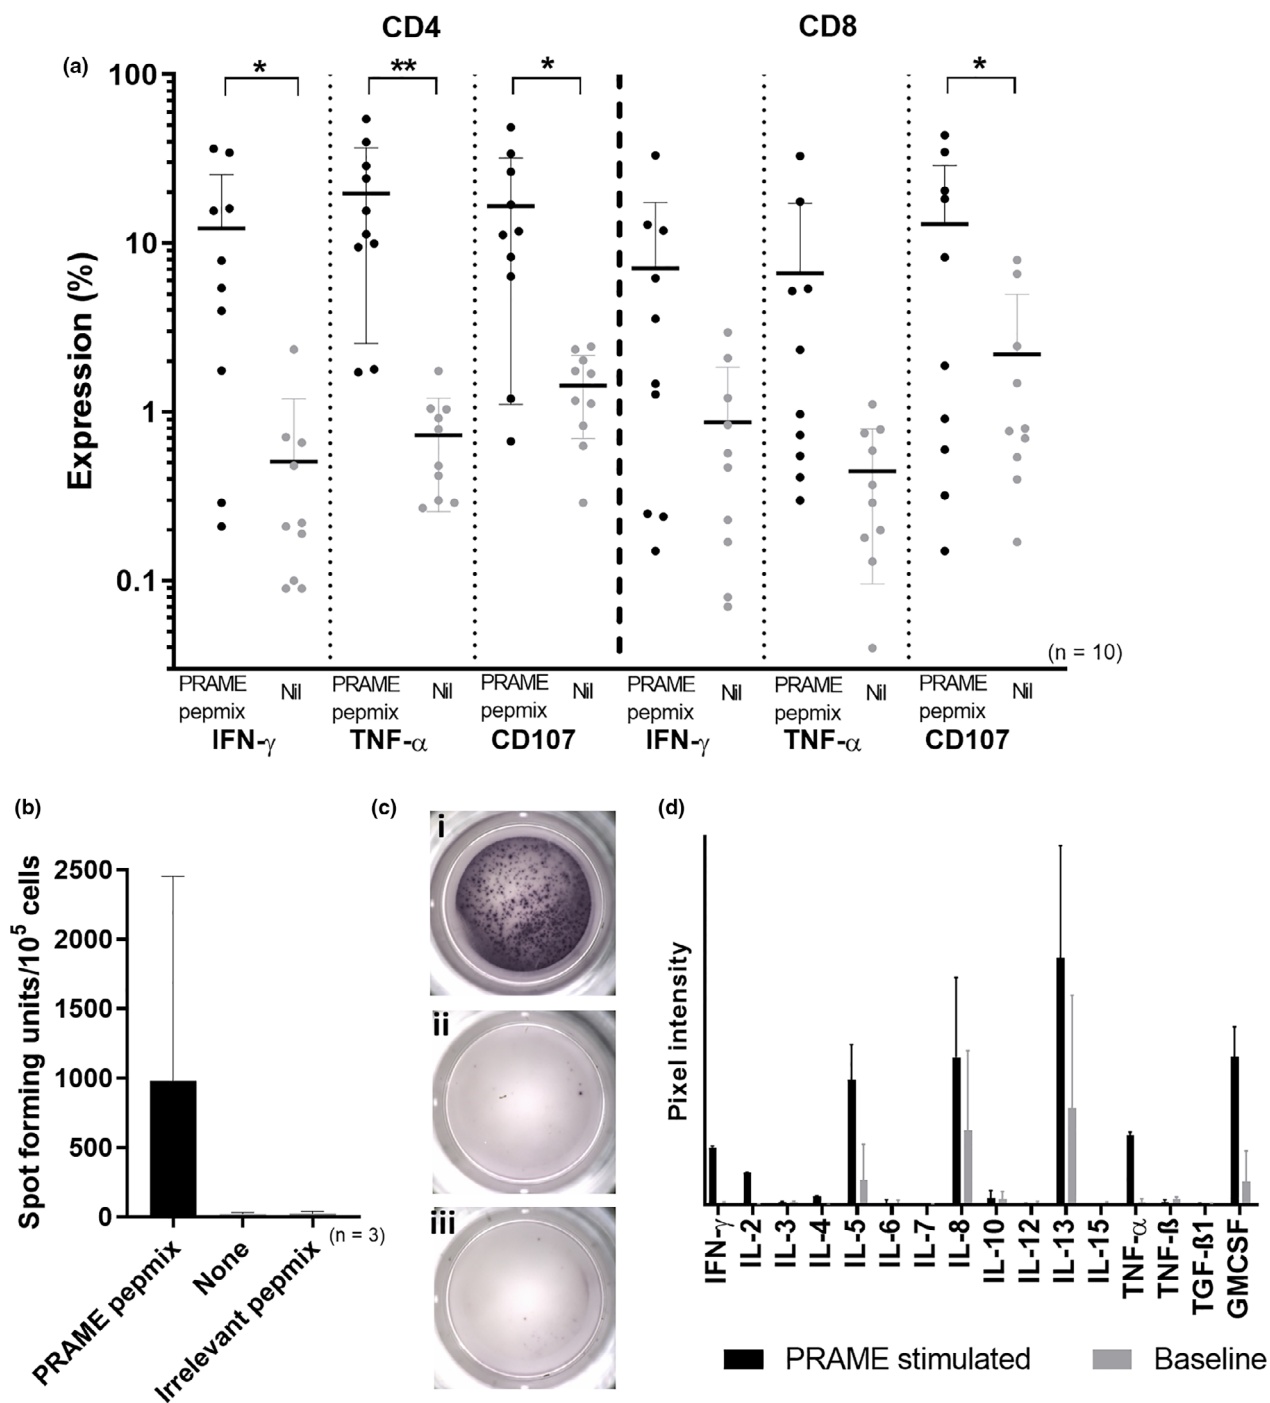 CD4 CD8
(a)
* ** * *
100
10
1
0.1
Expression (%)
(n = 10)
PRAME pepmix Nil PRAME pepmix Nil PRAME pepmix Nil PRAME pepmix Nil PRAME pepmix Nil PRAME pepmix Nil
IFN-γ TNF-α CD107 IFN-γ TNF-α CD107
(b)
Spot forming units/10⁵ cells
2500
2000
1500
1000
500
0
PRAME pepmix
None
Irrelevant pepmix
(n = 3)
(c)
i
ii
iii
(d)
Pixel intensity
IFN-γ
IL-2
IL-3
IL-4
IL-5
IL-6
IL-7
IL-8
IL-10
IL-12
IL-13
IL-15
TNF-α
TNF-ß
TGF-ß1
GMCSF
PRAME stimulated
Baseline